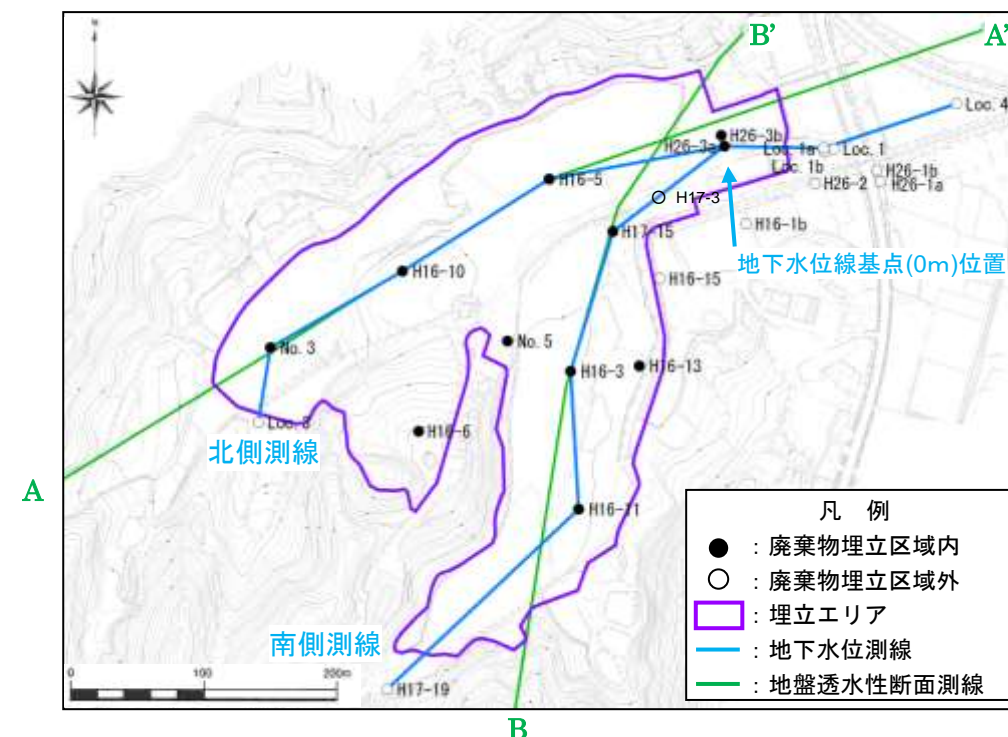 B'
A'
Loc. 4
H26-3b
H26-3a
Loc. 1a
Loc. 1
Loc. 1b
H26-1b
H26-2
H26-1a
H16-5
H17-3
H16-1b
H17-15
地下水位線基点(0m)位置
H16-10
H16-15
No. 3
No. 5
H16-3
H16-13
Loc. 3
H16-6
北側測線
A
H16-11
南側測線
H17-19
0 100 200m
B
凡 例
: 廃棄物埋立区域内
: 廃棄物埋立区域外
: 埋立エリア
: 地下水位測線
: 地盤透水性断面測線